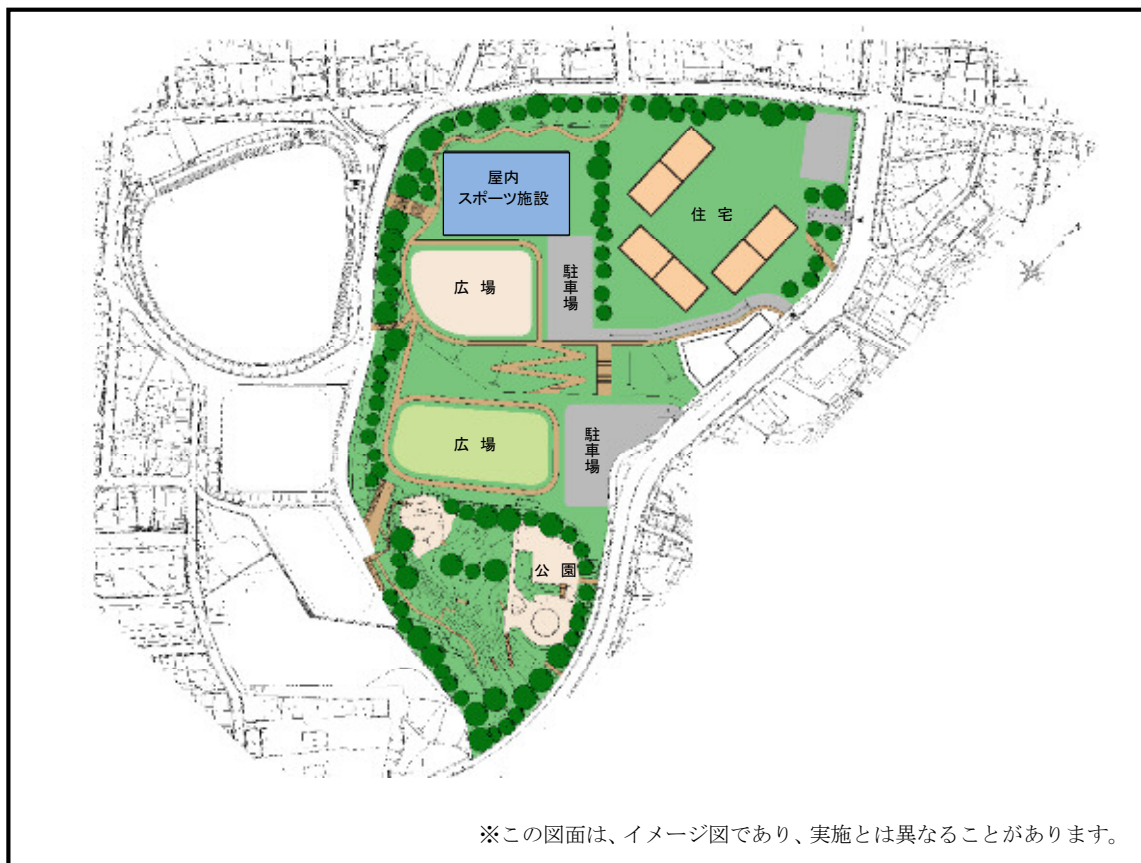 屋内
スポーツ施設
住 宅
広 場
駐車場
広 場
駐車場
公 園
※この図面は、イメージ図であり、実施とは異なることがあります。